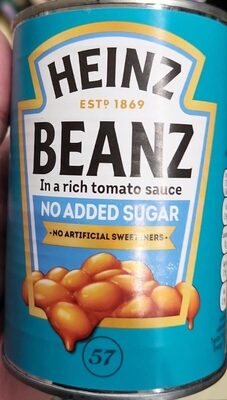 HEINZ
ESTD 1869
BEANZ
In a rich tomato sauce
NO ADDED SUGAR
•NO ARTIFICIAL SWEETENERS•
57